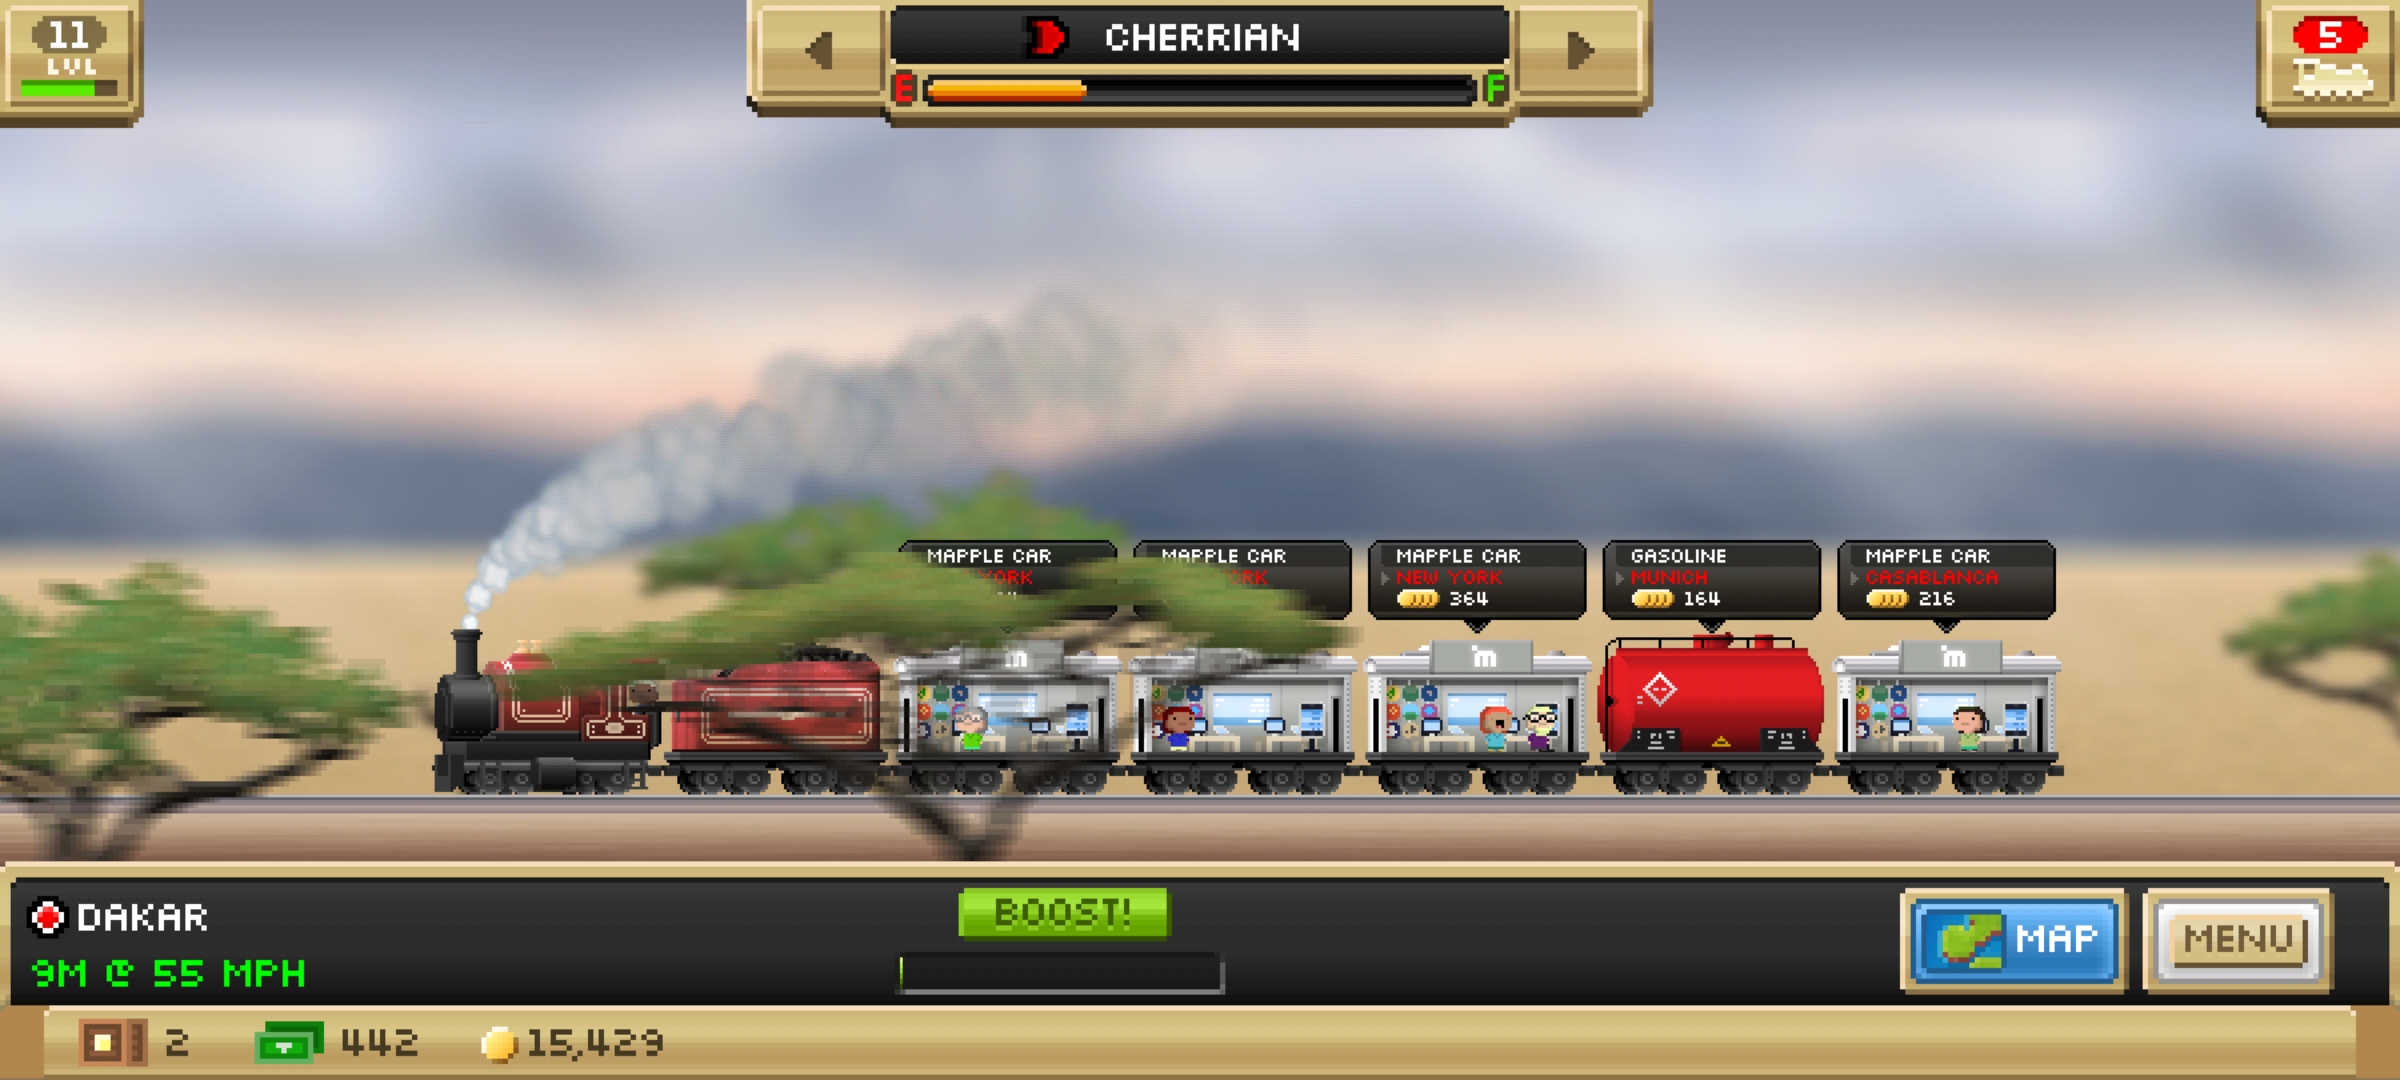 11
LVL
CHERRIAN
E F
5
MAPPLE CAR
YORK
MAPPLE CAR
MAPPLE CAR
NEW YORK
364
GASOLINE
MUNICH
164
MAPPLE CAR
CASABLANCA
216
m
m
m
DAKAR
9M @ 55 MPH
BOOST!
MAP
MENU
2
442
15,429